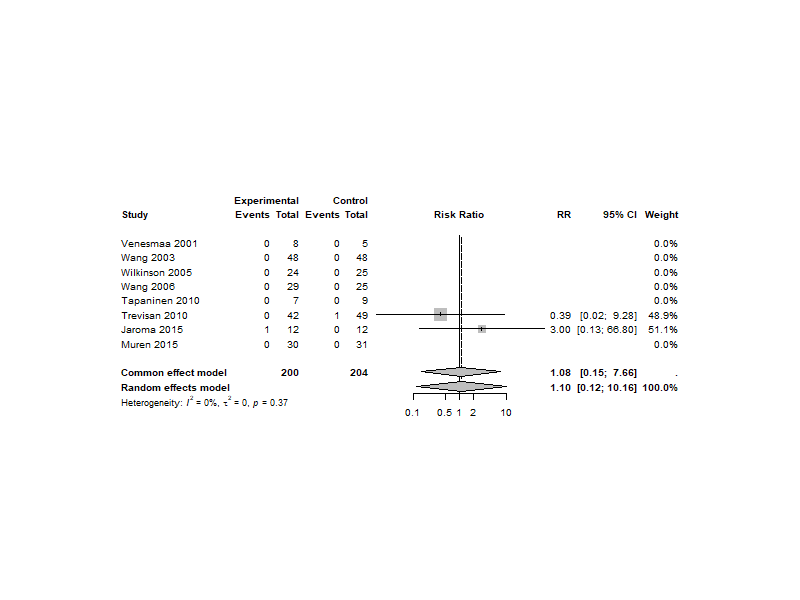 Experimental Control
Study Events Total Events Total Risk Ratio RR 95% CI Weight
Venesmaa 2001 0 8 0 5 0.0%
Wang 2003 0 48 0 48 0.0%
Wilkinson 2005 0 24 0 25 0.0%
Wang 2006 0 29 0 25 0.0%
Tapaninen 2010 0 7 0 9 0.0%
Trevisan 2010 0 42 1 49 0.39 [0.02; 9.28] 48.9%
Jaroma 2015 1 12 0 12 3.00 [0.13; 66.80] 51.1%
Muren 2015 0 30 0 31 0.0%
Common effect model 200 204 1.08 [0.15; 7.66] .
Random effects model 1.10 [0.12; 10.16] 100.0%
Heterogeneity: I² = 0%, τ² = 0, p = 0.37
0.1 0.5 1 2 10